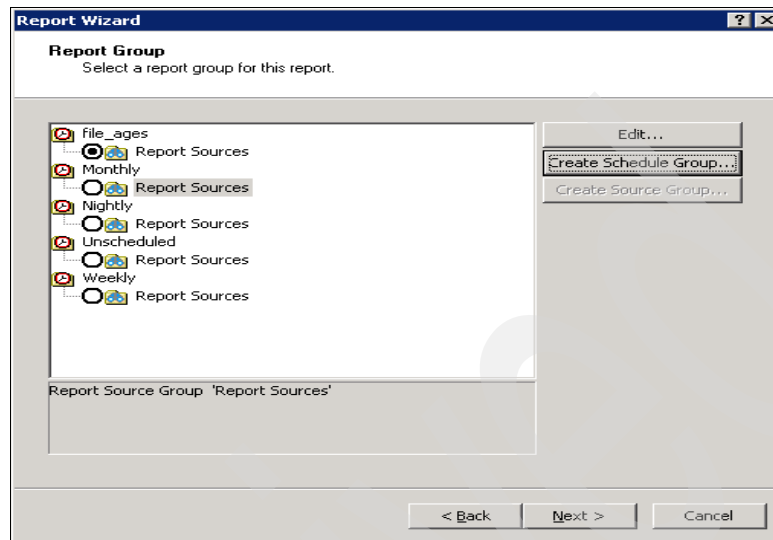 Report Wizard
Report Group
Select a report group for this report.
file_ages
Report Sources
Monthly
Report Sources
Nightly
Report Sources
Unscheduled
Report Sources
Weekly
Report Sources
Edit...
Create Schedule Group...
Create Source Group...
Report Source Group 'Report Sources'
< Back
Next >
Cancel